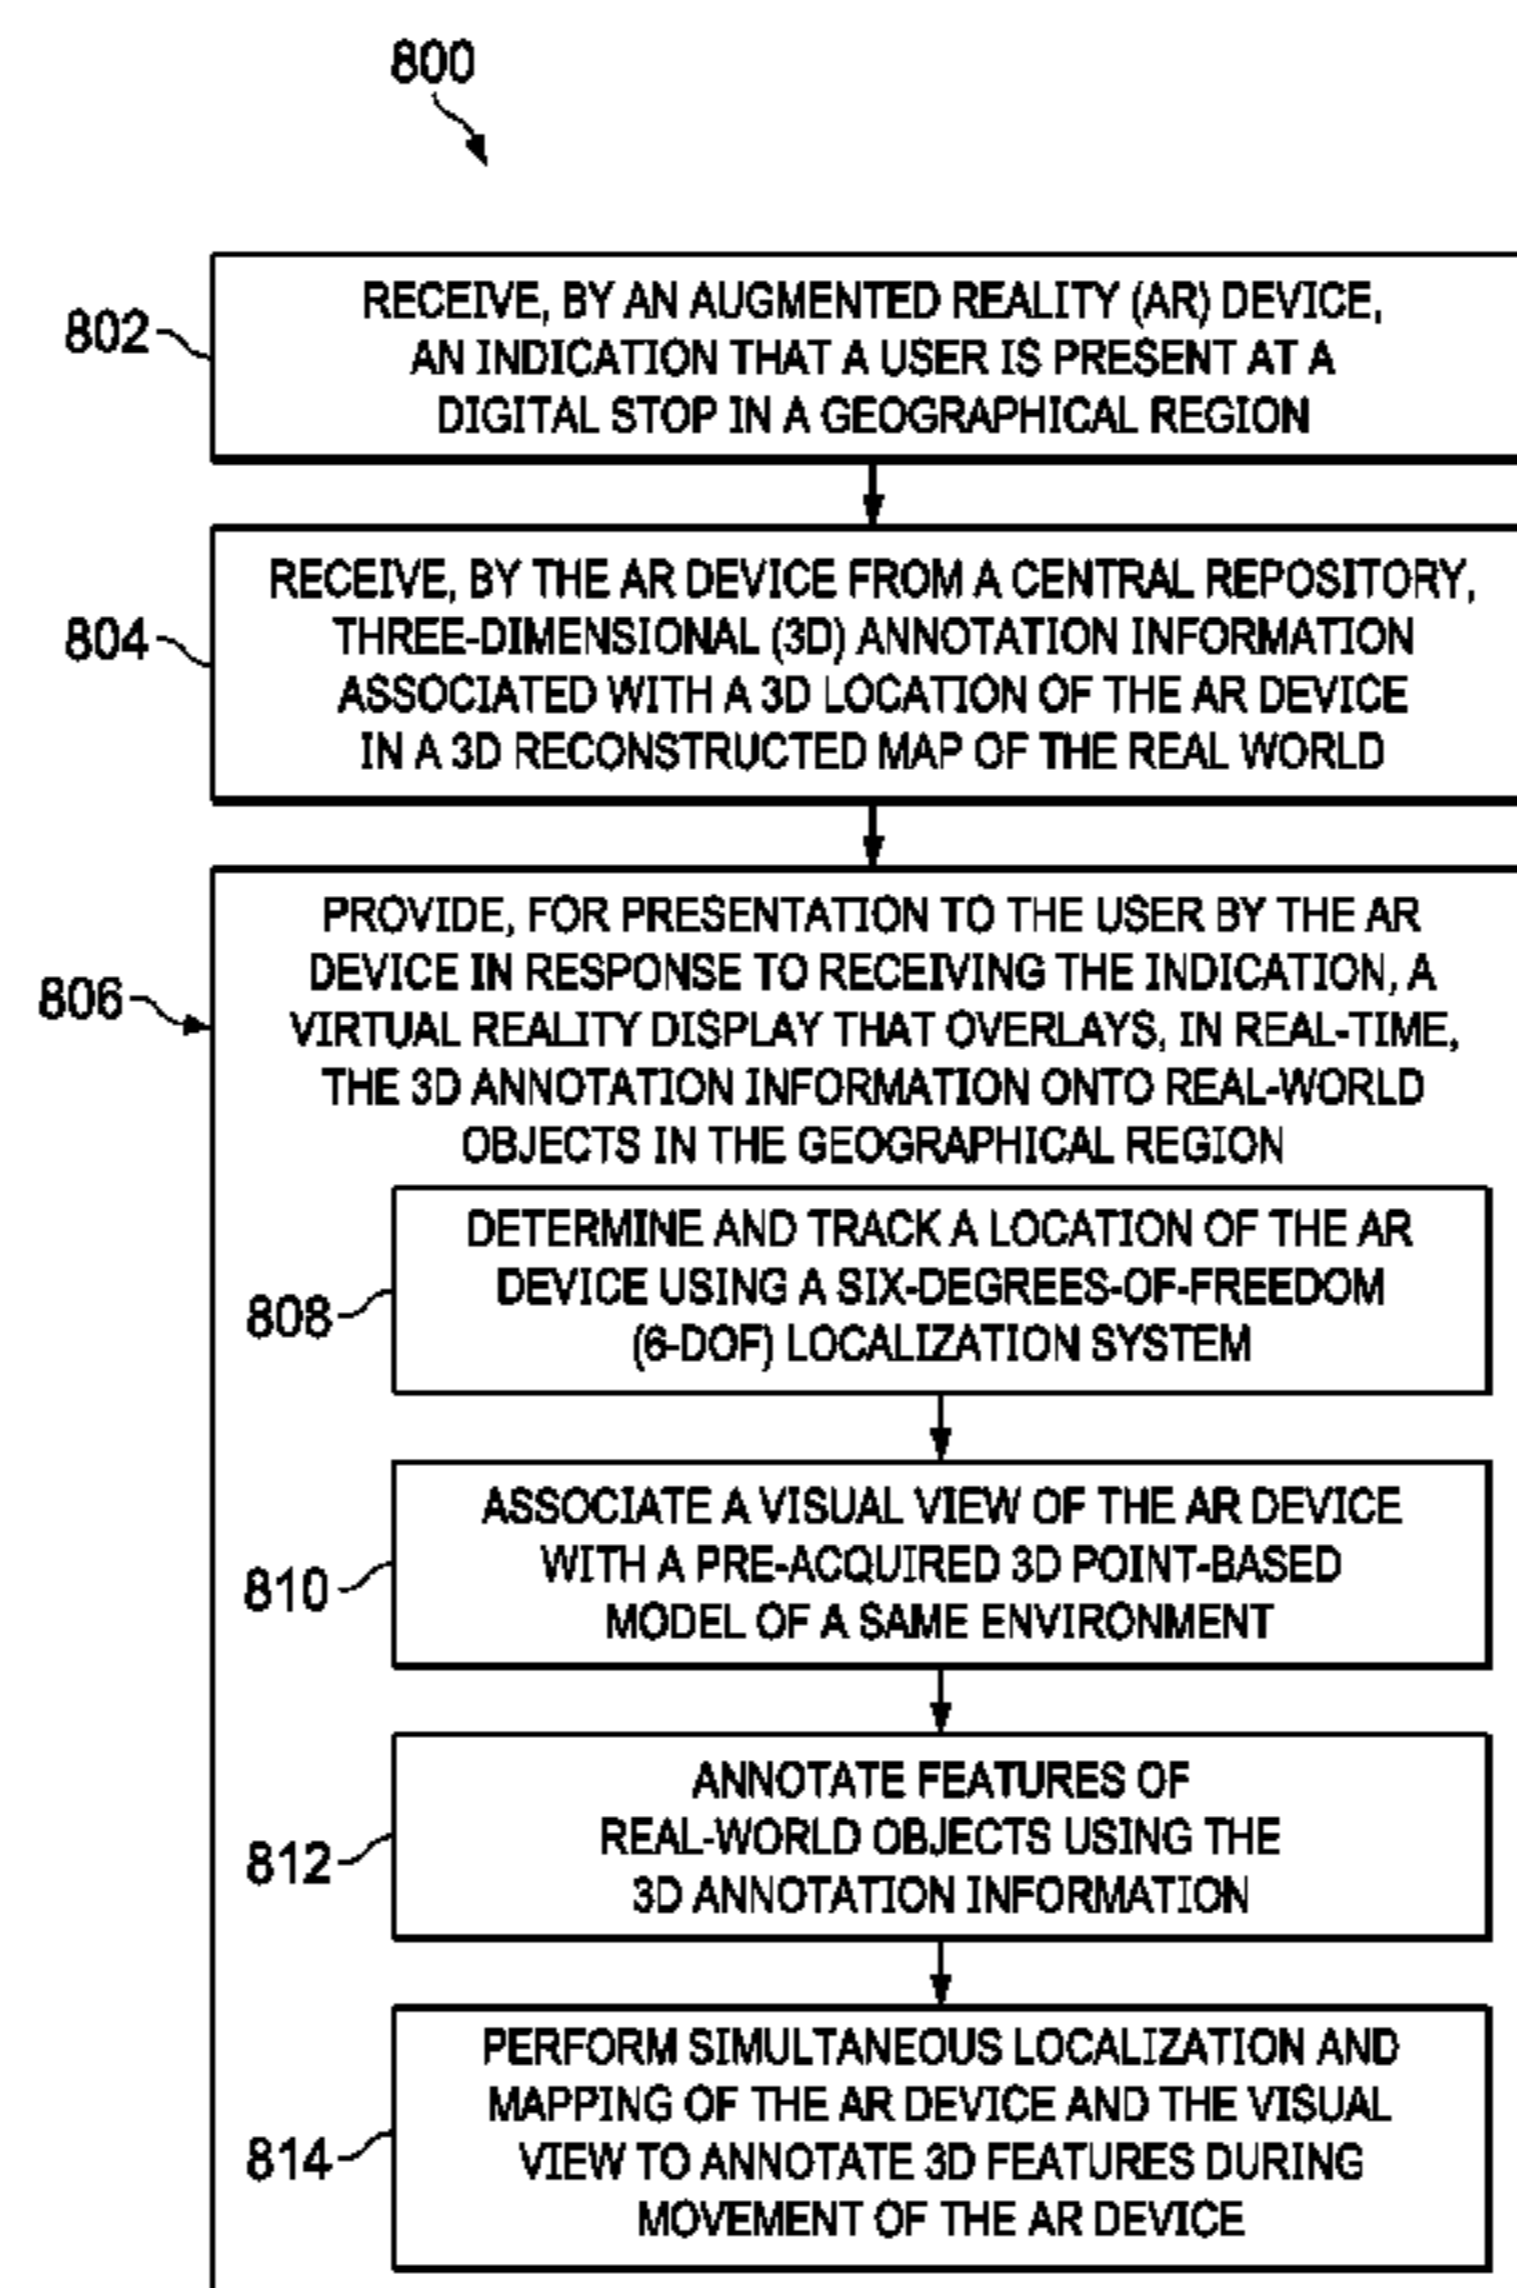 800
802
RECEIVE, BY AN AUGMENTED REALITY (AR) DEVICE,
AN INDICATION THAT A USER IS PRESENT AT A
DIGITAL STOP IN A GEOGRAPHICAL REGION
804
RECEIVE, BY THE AR DEVICE FROM A CENTRAL REPOSITORY,
THREE-DIMENSIONAL (3D) ANNOTATION INFORMATION
ASSOCIATED WITH A 3D LOCATION OF THE AR DEVICE
IN A 3D RECONSTRUCTED MAP OF THE REAL WORLD
806
PROVIDE, FOR PRESENTATION TO THE USER BY THE AR
DEVICE IN RESPONSE TO RECEIVING THE INDICATION, A
VIRTUAL REALITY DISPLAY THAT OVERLAYS, IN REAL-TIME,
THE 3D ANNOTATION INFORMATION ONTO REAL-WORLD
OBJECTS IN THE GEOGRAPHICAL REGION
808
DETERMINE AND TRACK A LOCATION OF THE AR
DEVICE USING A SIX-DEGREES-OF-FREEDOM
(6-DOF) LOCALIZATION SYSTEM
810
ASSOCIATE A VISUAL VIEW OF THE AR DEVICE
WITH A PRE-ACQUIRED 3D POINT-BASED
MODEL OF A SAME ENVIRONMENT
812
ANNOTATE FEATURES OF
REAL-WORLD OBJECTS USING THE
3D ANNOTATION INFORMATION
814
PERFORM SIMULTANEOUS LOCALIZATION AND
MAPPING OF THE AR DEVICE AND THE VISUAL
VIEW TO ANNOTATE 3D FEATURES DURING
MOVEMENT OF THE AR DEVICE